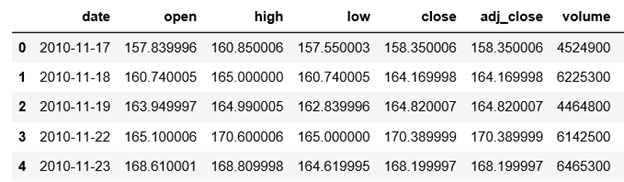 date open high low close adj_close volume
0 2010-11-17 157.839996 160.850006 157.550003 158.350006 158.350006 4524900
1 2010-11-18 160.740005 165.000000 160.740005 164.169998 164.169998 6225300
2 2010-11-19 163.949997 164.990005 162.839996 164.820007 164.820007 4464800
3 2010-11-22 165.100006 170.600006 165.000000 170.389999 170.389999 6142500
4 2010-11-23 168.610001 168.809998 164.619995 168.199997 168.199997 6465300